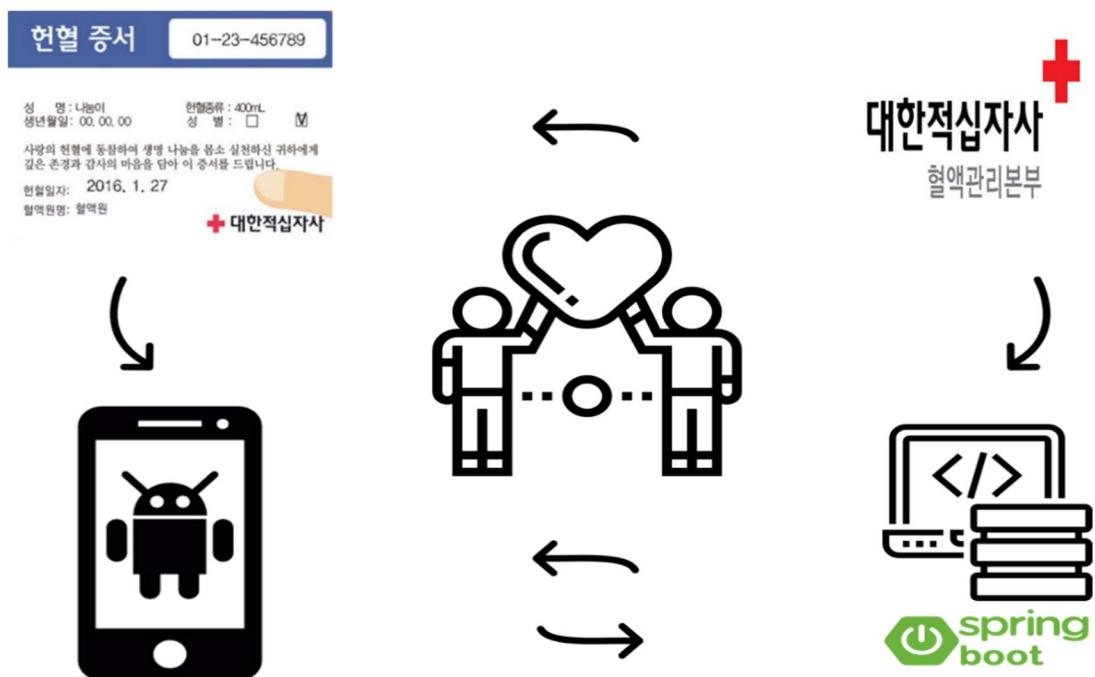 헌혈 증서
01-23-456789
성 명 : 나눔이 헌혈종류 : 400mL
생년월일: 00. 00. 00 성 별 : □ ☑
사랑의 헌혈에 동참하여 생명 나눔을 몸소 실천하신 귀하에게
깊은 존경과 감사의 마음을 담아 이 증서를 드립니다.
헌혈일자: 2016. 1. 27
혈액원명: 혈액원
대한적십자사
대한적십자사
혈액관리본부
</>
spring
boot